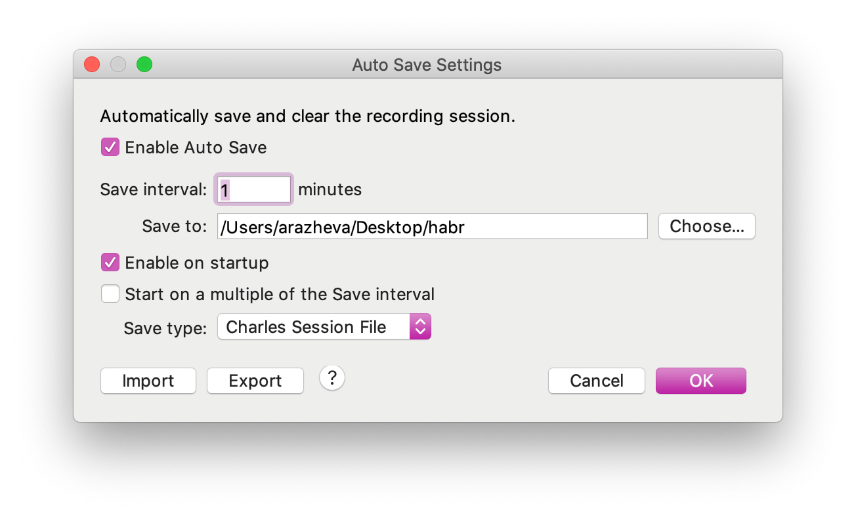 Auto Save Settings
Automatically save and clear the recording session.
Enable Auto Save
Save interval: 1 minutes
Save to: /Users/arazheva/Desktop/habr Choose...
Enable on startup
Start on a multiple of the Save interval
Save type: Charles Session File
Import Export ? Cancel OK